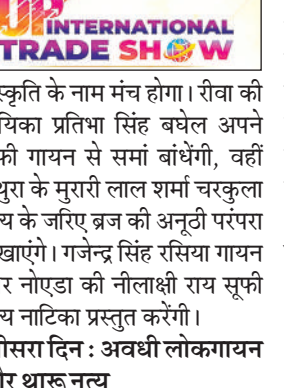 UP INTERNATIONAL
TRADE SHOW
स्कृति के नाम मंच होगा। रीवा की
यिका प्रतिभा सिंह बघेल अपने
फी गायन से समां बांधेंगी, वहीं
थुरा के मुरारी लाल शर्मा चरकुला
त्य के जरिए ब्रज की अनूठी परंपरा
खाएंगे। गजेन्द्र सिंह रसिया गायन
र नोएडा की नीलाक्षी राय सूफी
त्य नाटिका प्रस्तुत करेंगी।
ीसरा दिन : अवधी लोकगायन
ौर थारू नृत्य